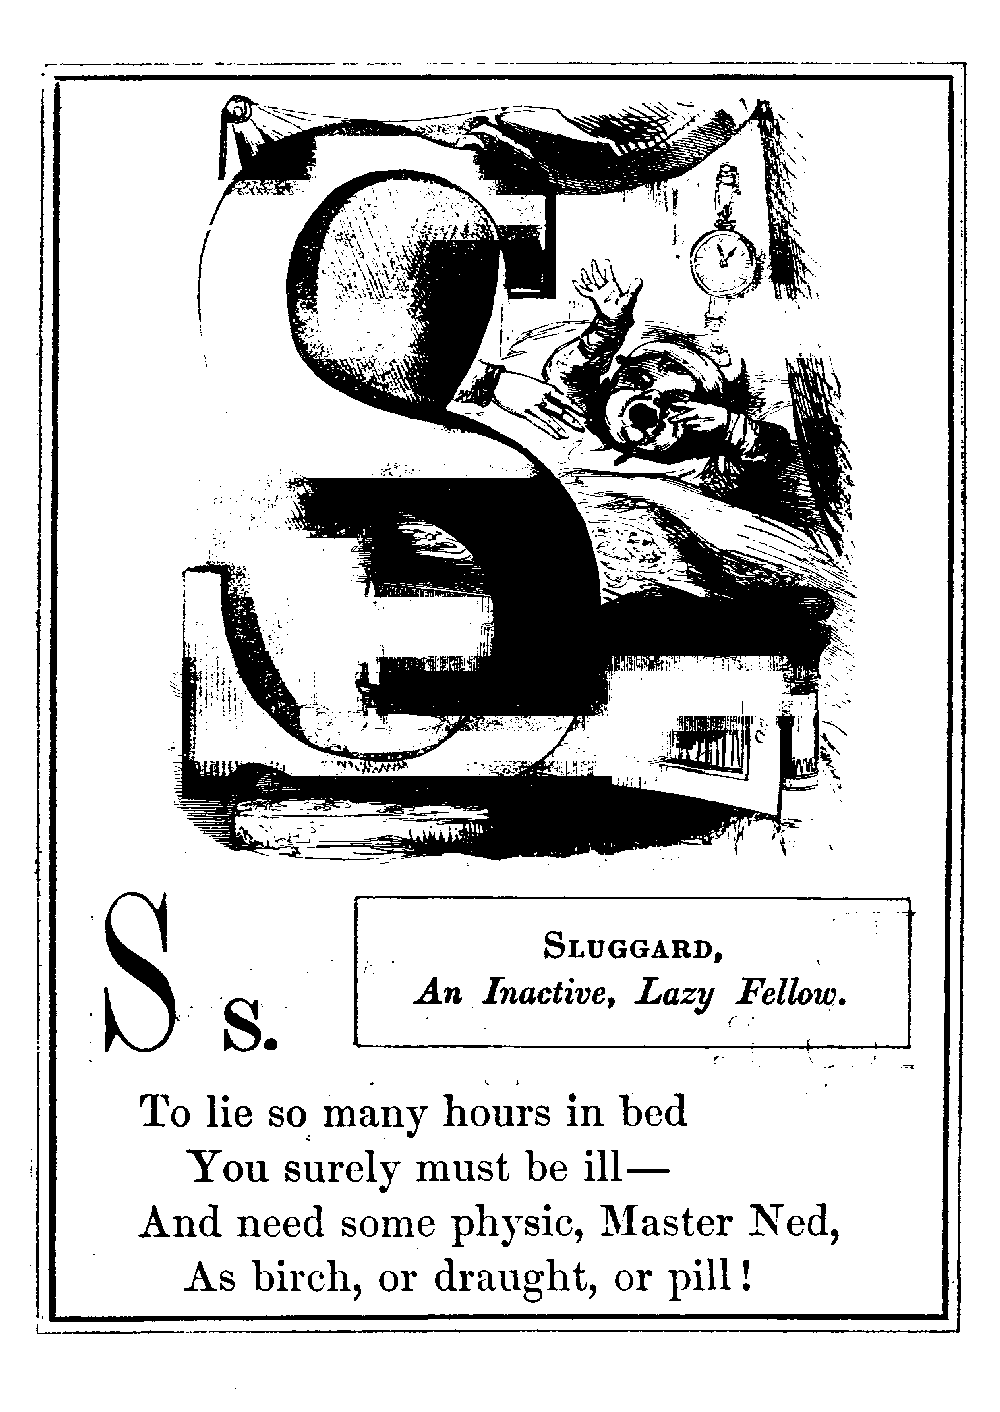 S s.
SLUGGARD,
An Inactive, Lazy Fellow.
To lie so many hours in bed
You surely must be ill—
And need some physic, Master Ned,
As birch, or draught, or pill!